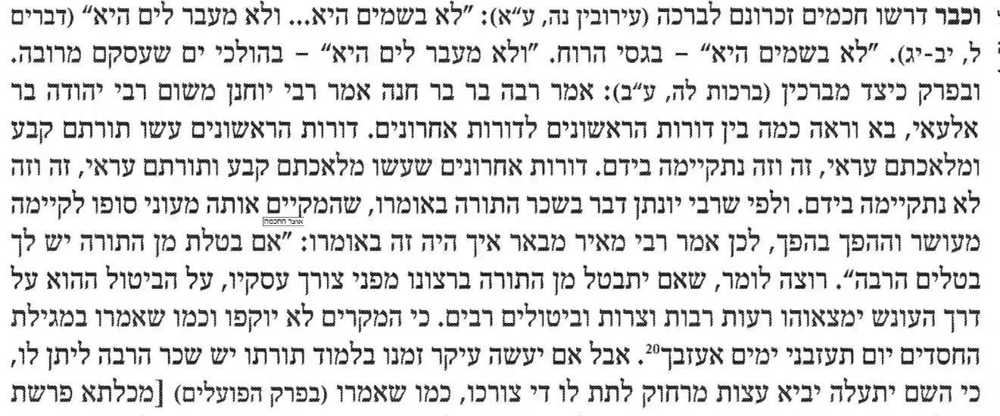 וכבר דרשו חכמים זכרונם לברכה (עירובין נה, ע״א): ״לא בשמים היא... ולא מעבר לים היא״ (דברים
ל, יב-יג). ״לא בשמים היא״ – בגסי הרוח. ״ולא מעבר לים היא״ – בהולכי ים שעסקם מרובה.
ובפרק כיצד מברכין (ברכות לה, ע״ב): אמר רבה בר בר חנה אמר רבי יוחנן משום רבי יהודה בר
אלעאי, בא וראה כמה בין דורות הראשונים לדורות אחרונים. דורות הראשונים עשו תורתם קבע
ומלאכתם עראי, זה וזה נתקיימה בידם. דורות אחרונים שעשו מלאכתם קבע ותורתם עראי, זה וזה
לא נתקיימה בידם. ולפי שרבי יונתן דבר בשכר התורה באומרו, שהמקיים אותה מעוני סופו לקיימה
אוצר החכמה
מעושר וההפך בהפך, לכן אמר רבי מאיר מבאר איך היה זה באומרו: ״אם בטלת מן התורה יש לך
בטלים הרבה״. רוצה לומר, שאם יתבטל מן התורה ברצונו מפני צורך עסקיו, על הביטול ההוא על
דרך העונש ימצאוהו רעות רבות וצרות וביטולים רבים. כי המקרים לא יוקפו וכמו שאמרו במגילת
החסדים יום תעזבני ימים אעזבך20. אבל אם יעשה עיקר זמנו בלמוד תורתו יש שכר הרבה ליתן לו,
כי השם יתעלה יביא עצות מרחוק לתת לו די צורכו, כמו שאמרו (בפרק הפועלים) [מכלתא פרשת